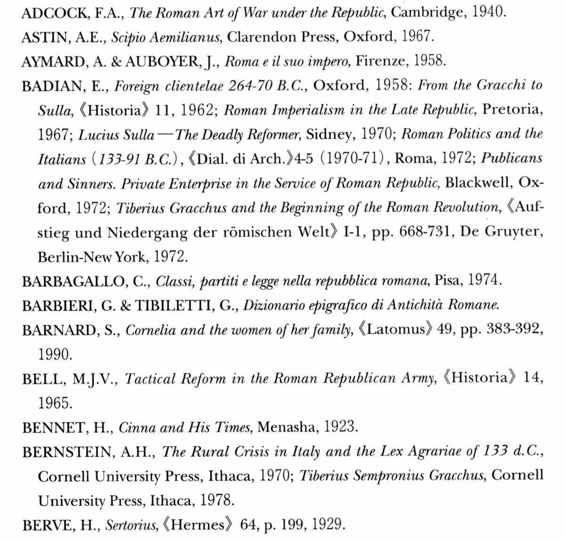 ADCOCK, F.A., The Roman Art of War under the Republic, Cambridge, 1940.
ASTIN, A.E., Scipio Aemilianus, Clarendon Press, Oxford, 1967.
AYMARD, A. & AUBOYER, J., Roma e il suo impero, Firenze, 1958.
BADIAN, E., Foreign clientelae 264-70 B.C., Oxford, 1958: From the Gracchi to
Sulla, 《Historia》 11, 1962; Roman Imperialism in the Late Republic, Pretoria,
1967; Lucius Sulla—The Deadly Reformer, Sidney, 1970; Roman Politics and the
Italians (133-91 B.C.), 《Dial. di Arch.》4-5 (1970-71), Roma, 1972; Publicans
and Sinners. Private Enterprise in the Service of Roman Republic, Blackwell, Ox-
ford, 1972; Tiberius Gracchus and the Beginning of the Roman Revolution, 《Auf-
stieg und Niedergang der römischen Welt》 I-1, pp. 668-731, De Gruyter,
Berlin-New York, 1972.
BARBAGALLO, C., Classi, partiti e legge nella repubblica romana, Pisa, 1974.
BARBIERI, G. & TIBILETTI, G., Dizionario epigrafico di Antichità Romane.
BARNARD, S., Cornelia and the women of her family, 《Latomus》 49, pp. 383-392,
1990.
BELL, M.J.V., Tactical Reform in the Roman Republican Army, 《Historia》 14,
1965.
BENNET, H., Cinna and His Times, Menasha, 1923.
BERNSTEIN, A.H., The Rural Crisis in Italy and the Lex Agrariae of 133 d.C.,
Cornell University Press, Ithaca, 1970; Tiberius Sempronius Gracchus, Cornell
University Press, Ithaca, 1978.
BERVE, H., Sertorius, 《Hermes》 64, p. 199, 1929.